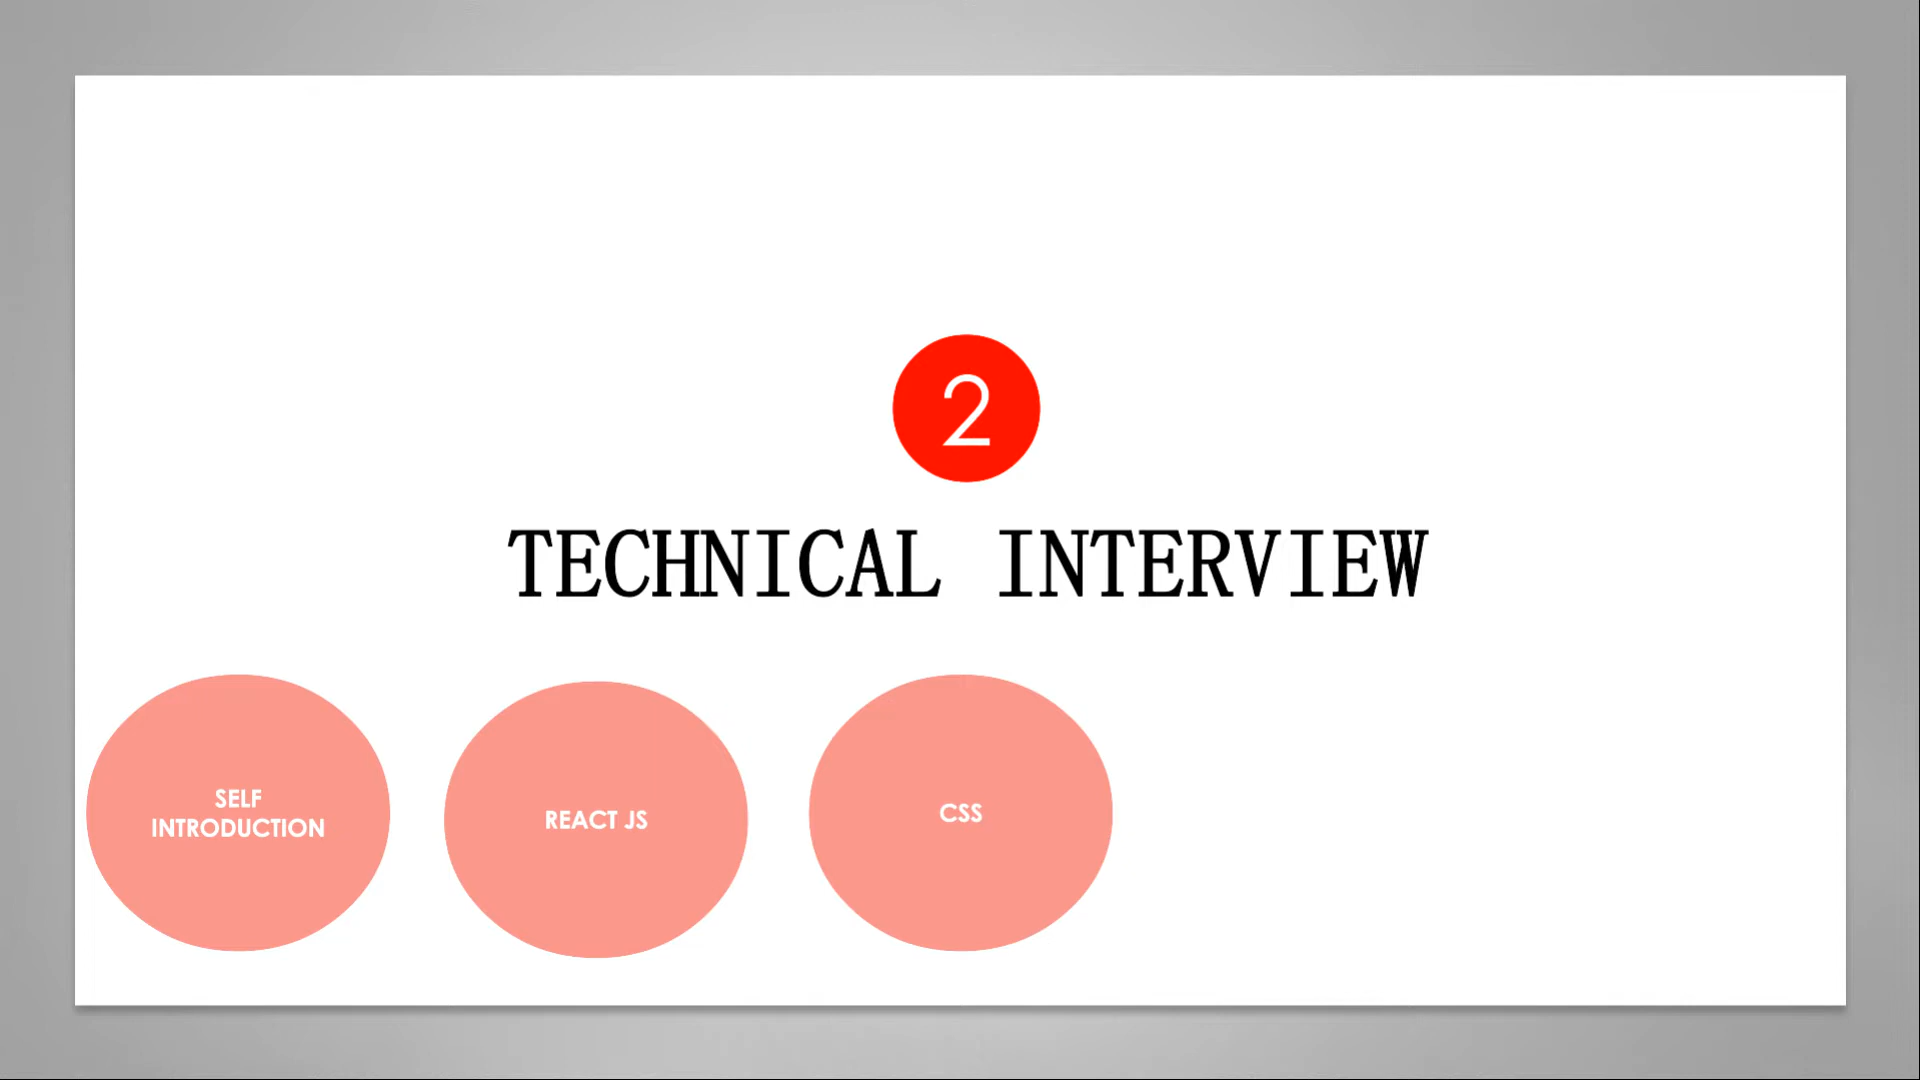 2
TECHNICAL INTERVIEW
SELF
INTRODUCTION
REACT JS
CSS